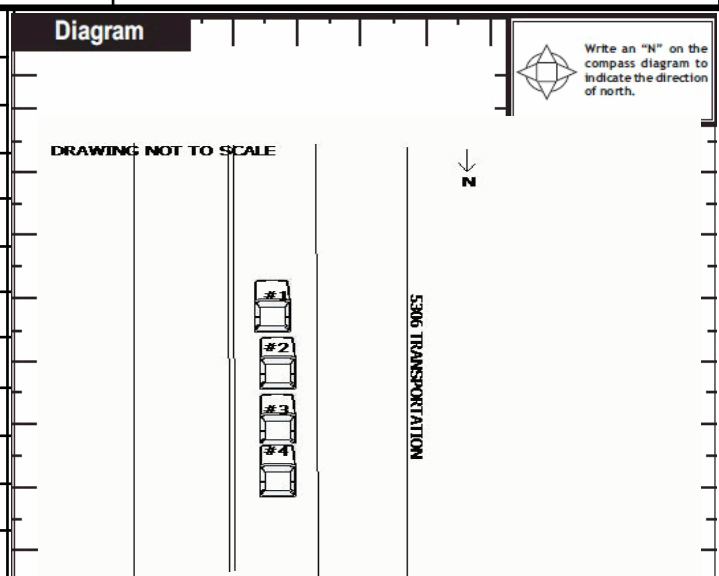 Diagram
Write an "N" on the
compass diagram to
indicate the direction
of north.
DRAWING NOT TO SCALE
N
#1
#2
#3
#4
5306 TRANSPORTATION